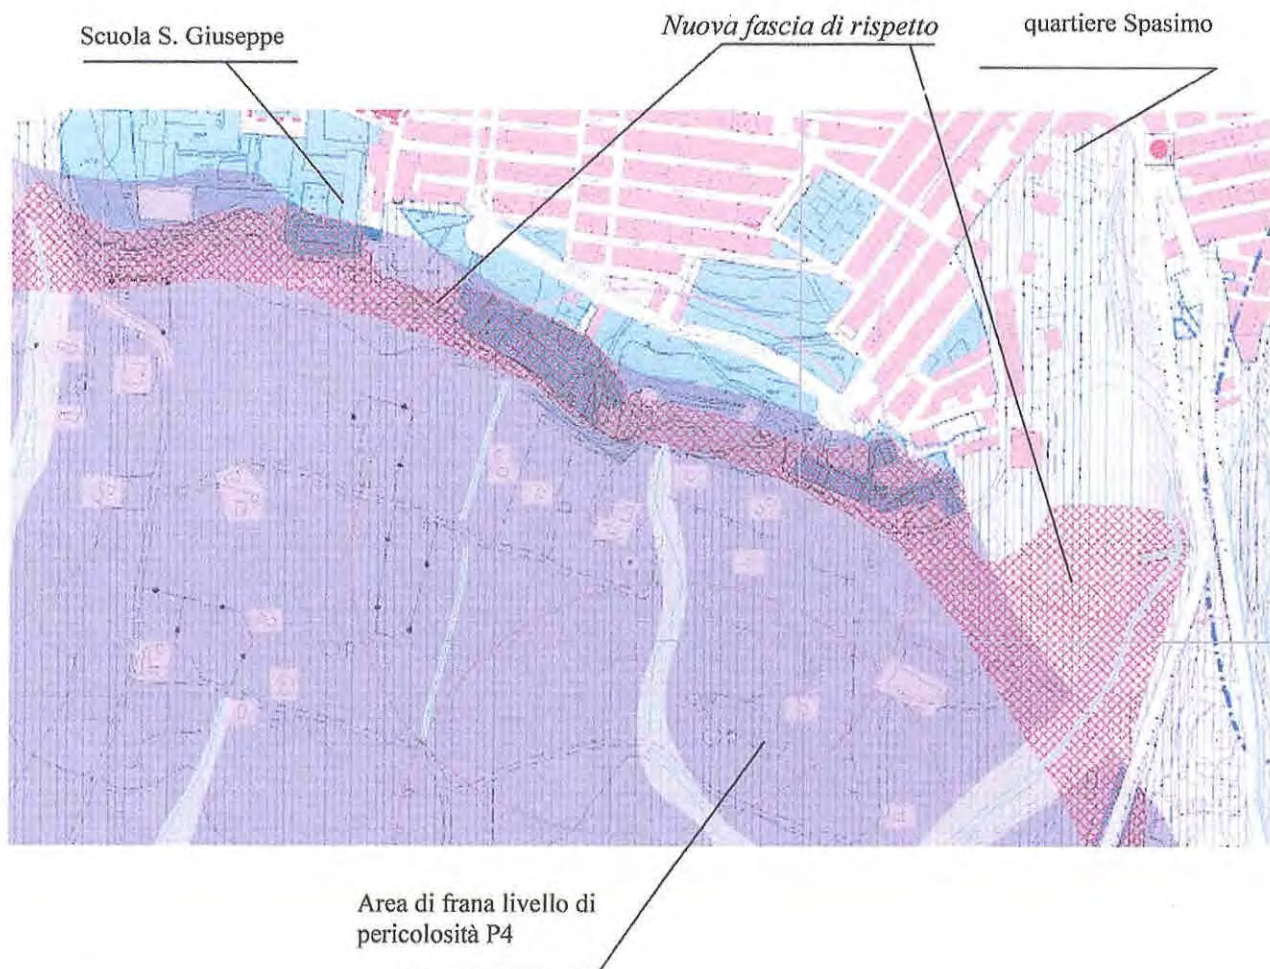 Scuola S. Giuseppe
Nuova fascia di rispetto
quartiere Spasimo
Area di frana livello di
pericolosità P4